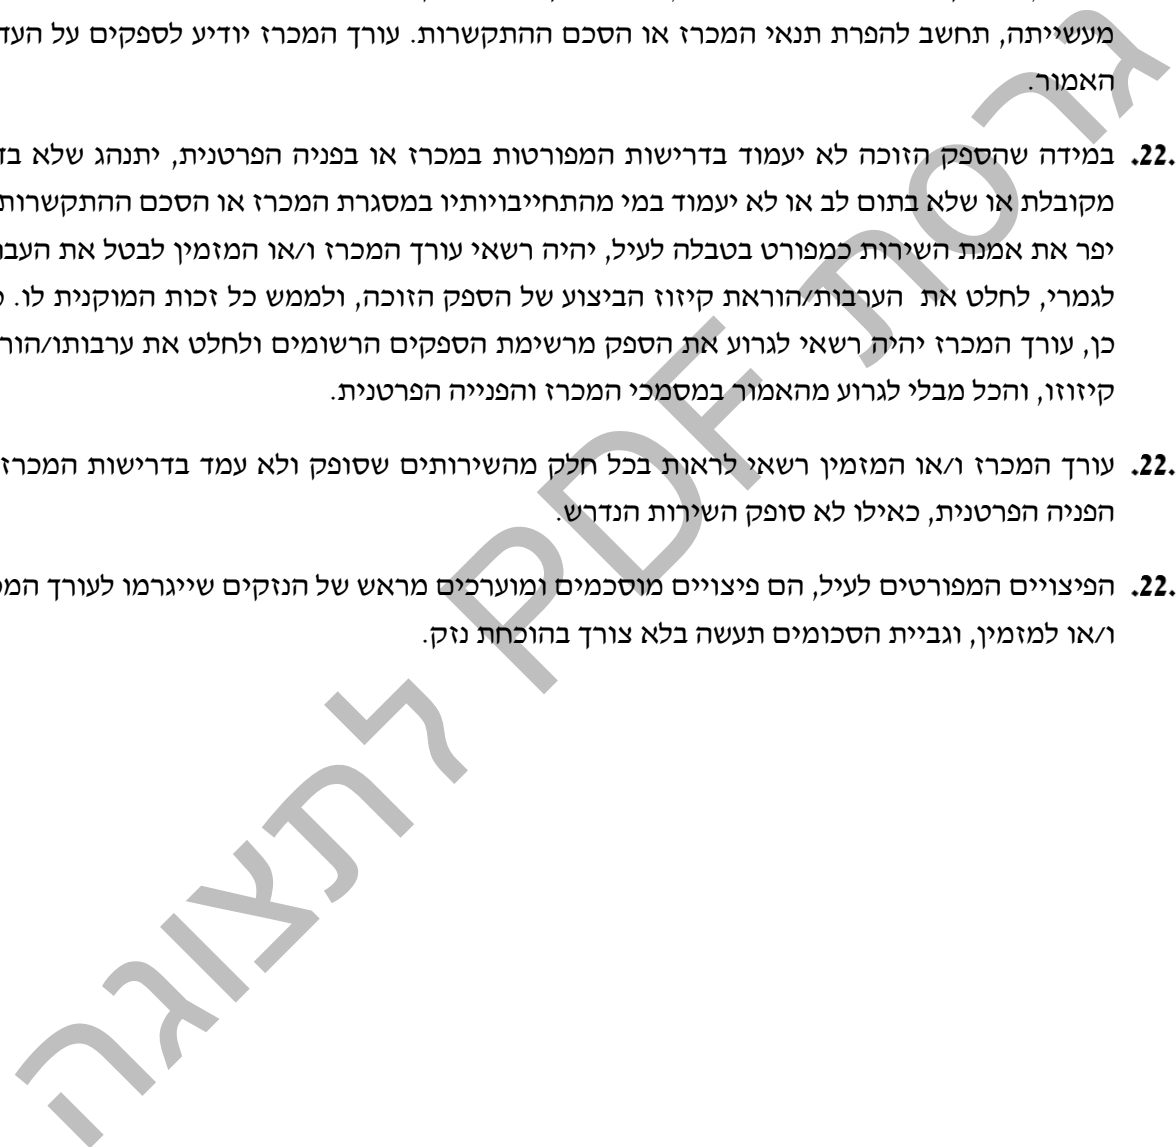 מעשייתה, תחשב להפרת תנאי המכרז או הסכם ההתקשרות. עורך המכרז יודיע לספקים על
האמור.
.22. במידה שהספק הזוכה לא יעמוד בדרישות המפורטות במכרז או בפניה הפרטנית, יתנהג שלא
מקובלת או שלא בתום לב או לא יעמוד במי מהתחייבויותיו במסגרת המכרז או הסכם ההתקשרות
יפר את אמנת השירות כמפורט בטבלה לעיל, יהיה רשאי עורך המכרז ו/או המזמין לבטל את
לגמרי, לחלט את הערבות/הוראת קיזוז הביצוע של הספק הזוכה, ולממש כל זכות המוקנית לו.
כן, עורך המכרז יהיה רשאי לגרוע את הספק מרשימת הספקים הרשומים ולחלט את
קיזוזו, והכל מבלי לגרוע מהאמור במסמכי המכרז והפנייה הפרטנית.
.22. עורך המכרז ו/או המזמין רשאי לראות בכל חלק מהשירותים שסופק ולא עמד בדרישות המכרז
הפניה הפרטנית, כאילו לא סופק השירות הנדרש.
.22. הפיצויים המפורטים לעיל, הם פיצויים מוסכמים ומוערכים מראש של הנזקים שייגרמו לעורך
ו/או למזמין, וגביית הסכומים תעשה בלא צורך בהוכחת נזק.
גרסת PDF לתצוגה